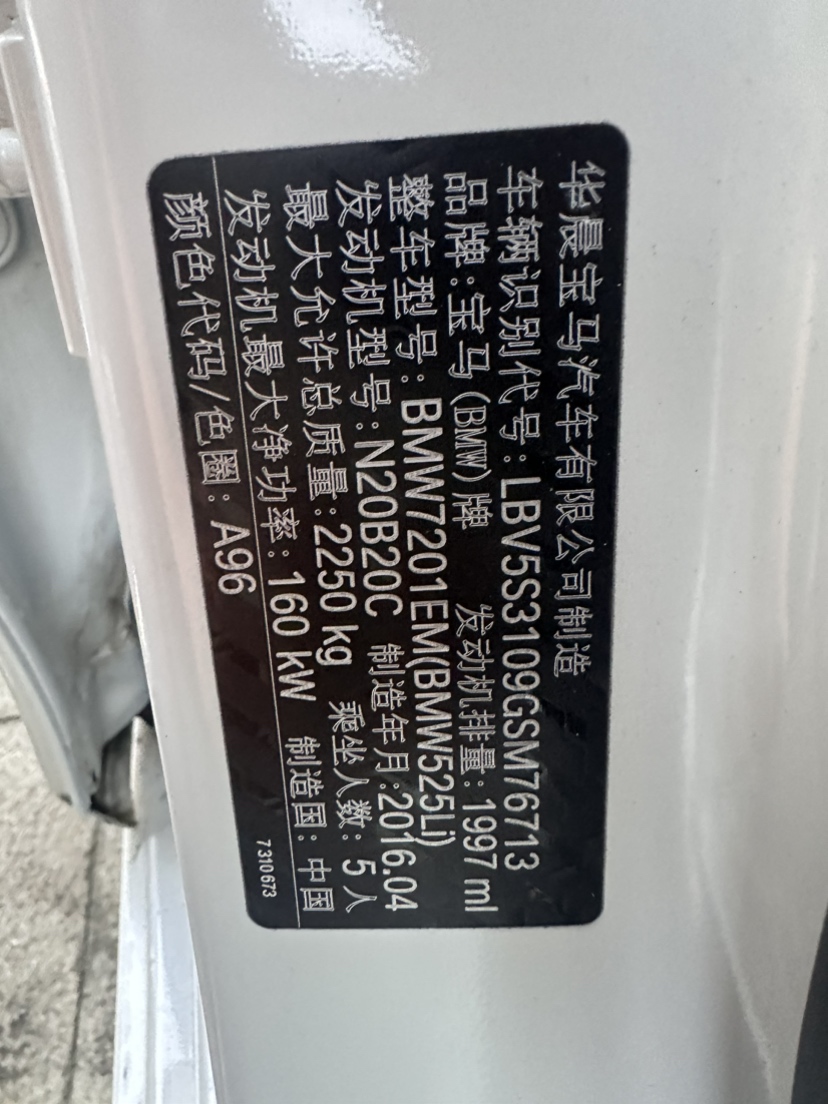 华晨宝马汽车有限公司制造
车辆识别代号:LBV5S3109GSM76713
品牌:宝马(BMW)牌 发动机排量:1997 ml
整车型号:BMW7201EM(BMW525Li)
发动机型号:N20B20C 制造年月:2016.04
最大允许总质量:2250 kg 乘坐人数:5人
发动机最大净功率:160 kW 制造国:中国
颜色代码/色圈:A96
7310673